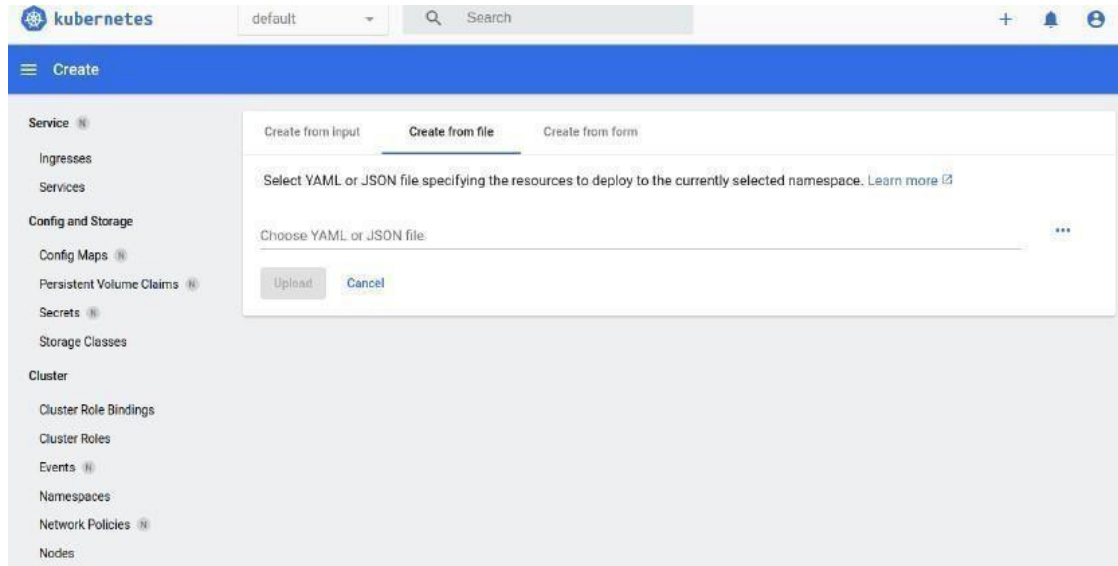 kubernetes
default
Search
Create
Service N
Ingresses
Services
Config and Storage
Config Maps N
Persistent Volume Claims N
Secrets N
Storage Classes
Cluster
Cluster Role Bindings
Cluster Roles
Events N
Namespaces
Network Policies N
Nodes
Create from input
Create from file
Create from form
Select YAML or JSON file specifying the resources to deploy to the currently selected namespace. Learn more
Choose YAML or JSON file
Upload
Cancel